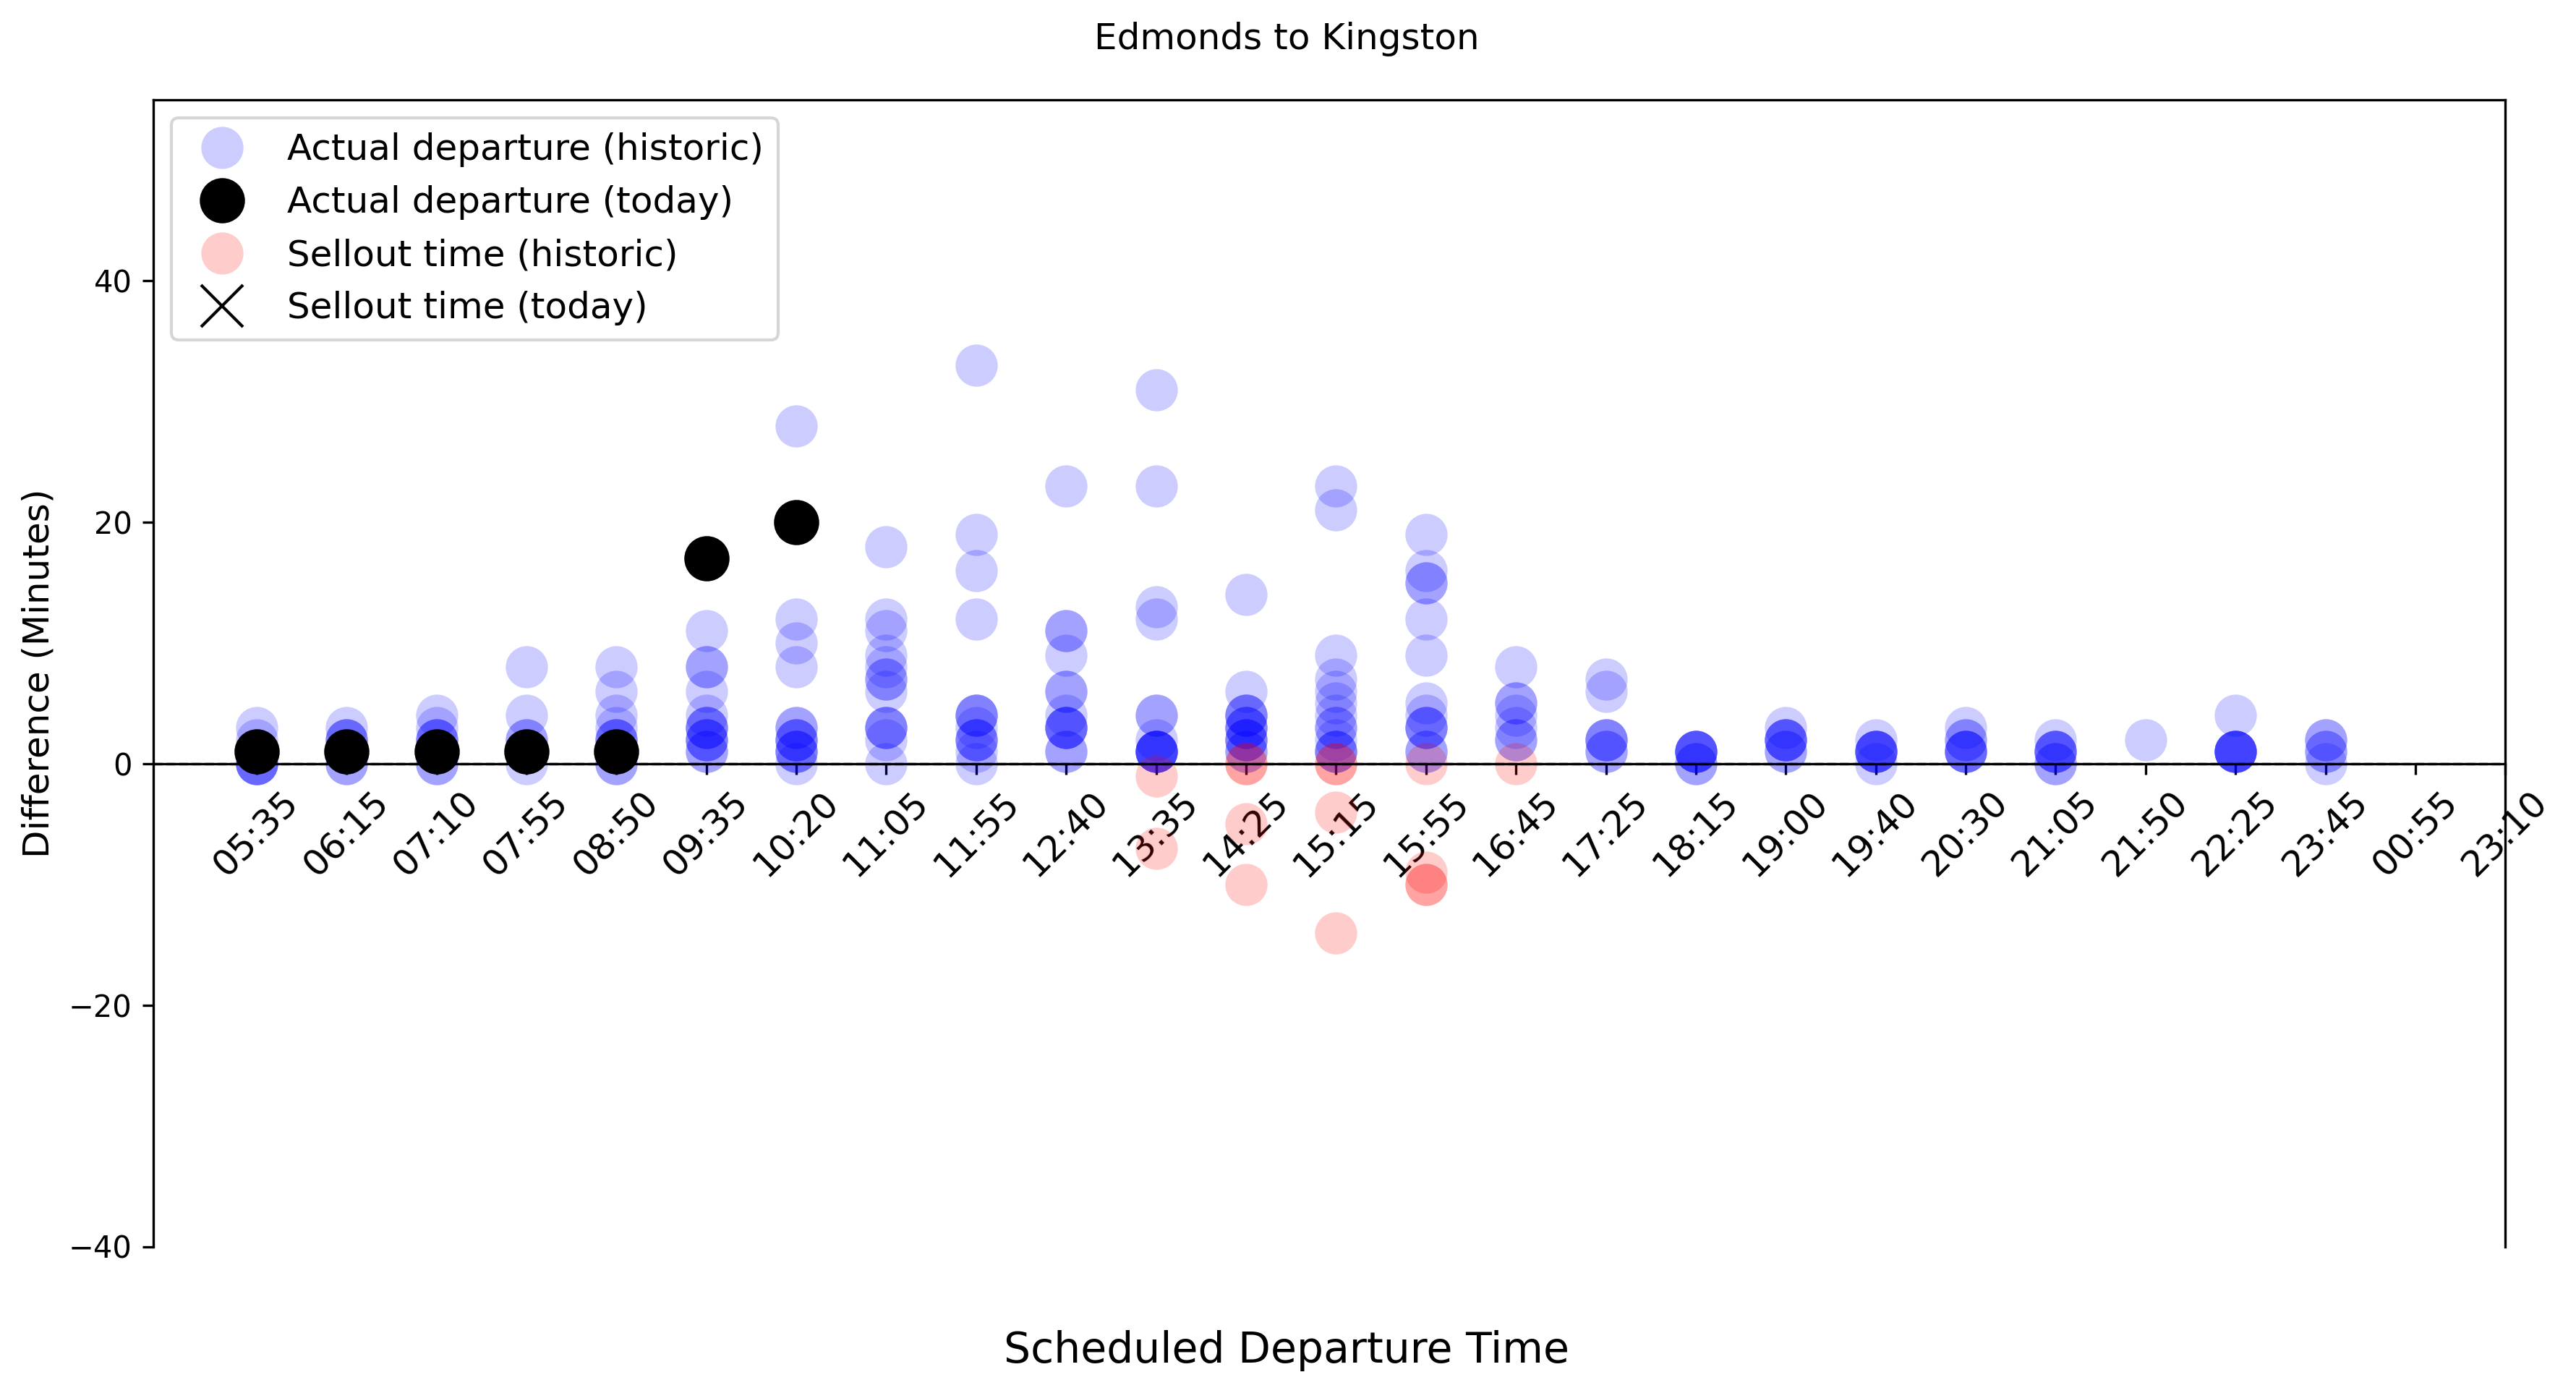 Edmonds to Kingston
Actual departure (historic)
Actual departure (today)
Sellout time (historic)
Sellout time (today)
Difference (Minutes)
40
20
0
−20
−40
05:35 06:15 07:10 07:55 08:50 09:35 10:20 11:05 11:55 12:40 13:35 14:25 15:15 15:55 16:45 17:25 18:15 19:00 19:40 20:30 21:05 21:50 22:25 23:45 00:55 23:10
Scheduled Departure Time